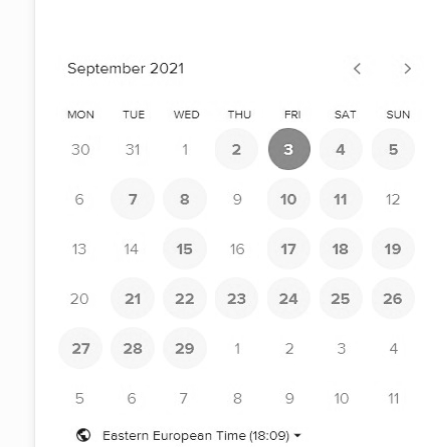 September 2021 < >
MON TUE WED THU FRI SAT SUN
30 31 1 2 3 4 5
6 7 8 9 10 11 12
13 14 15 16 17 18 19
20 21 22 23 24 25 26
27 28 29 1 2 3 4
5 6 7 8 9 10 11
Eastern European Time (18:09)